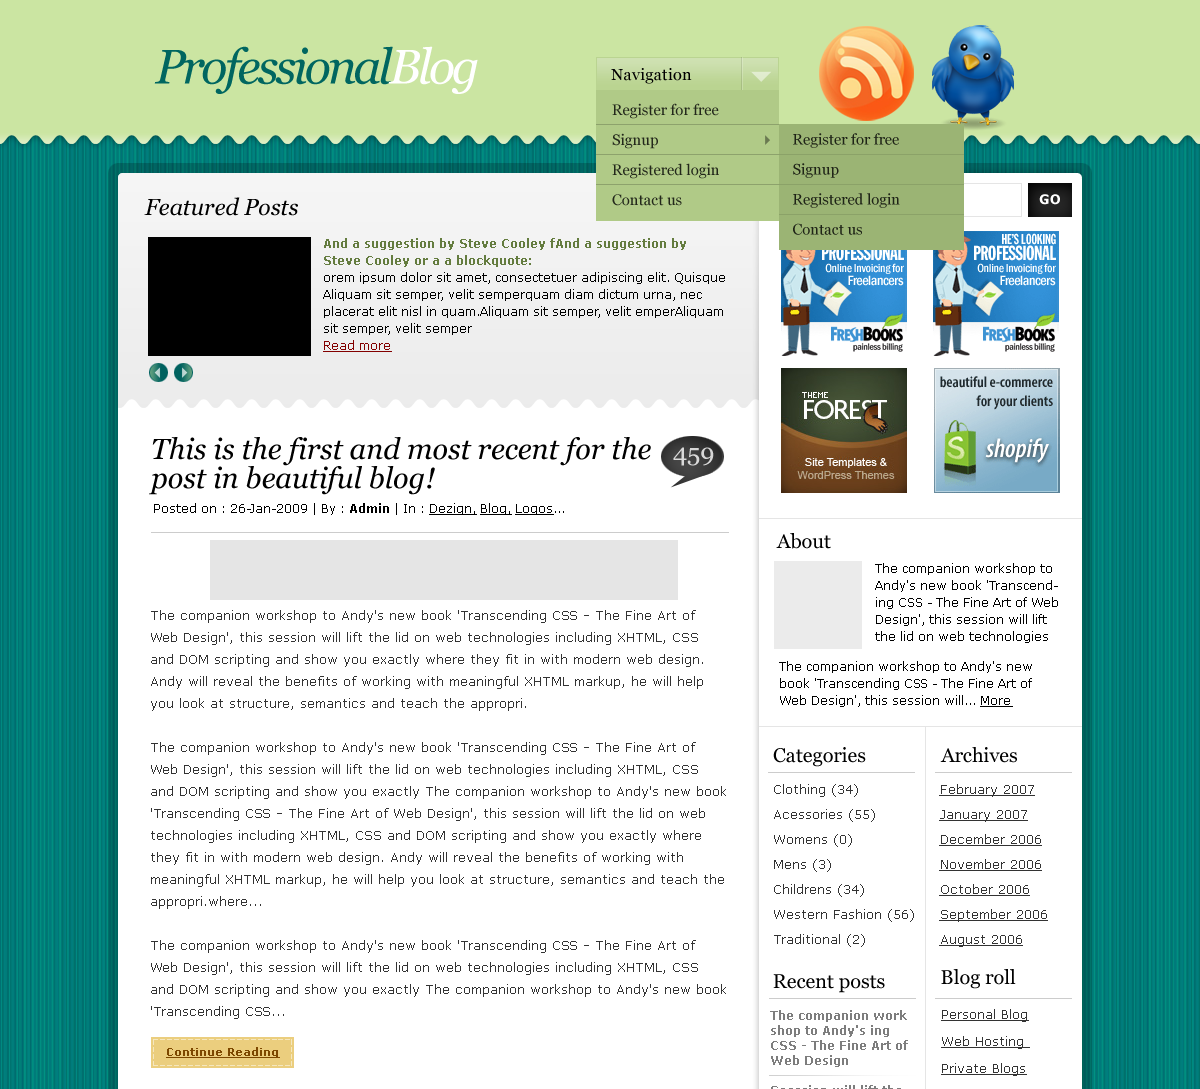 ProfessionalBlog
Navigation
Register for free
Signup
Registered login
Contact us
Register for free
Signup
Registered login
Contact us
GO
Featured Posts
And a suggestion by Steve Cooley fAnd a suggestion by
Steve Cooley or a a blockquote:
orem ipsum dolor sit amet, consectetuer adipiscing elit. Quisque
Aliquam sit semper, velit semperquam diam dictum urna, nec
placerat elit nisl in quam.Aliquam sit semper, velit emperAliquam
sit semper, velit semper
Read more
This is the first and most recent for the
post in beautiful blog!
459
Posted on : 26-Jan-2009 | By : Admin | In : Dezign, Blog, Logos...
The companion workshop to Andy's new book 'Transcending CSS - The Fine Art of
Web Design', this session will lift the lid on web technologies including XHTML, CSS
and DOM scripting and show you exactly where they fit in with modern web design.
Andy will reveal the benefits of working with meaningful XHTML markup, he will help
you look at structure, semantics and teach the appropri.
The companion workshop to Andy's new book 'Transcending CSS - The Fine Art of
Web Design', this session will lift the lid on web technologies including XHTML, CSS
and DOM scripting and show you exactly The companion workshop to Andy's new book
'Transcending CSS - The Fine Art of Web Design', this session will lift the lid on web
technologies including XHTML, CSS and DOM scripting and show you exactly where
they fit in with modern web design. Andy will reveal the benefits of working with
meaningful XHTML markup, he will help you look at structure, semantics and teach the
appropri.where...
The companion workshop to Andy's new book 'Transcending CSS - The Fine Art of
Web Design', this session will lift the lid on web technologies including XHTML, CSS
and DOM scripting and show you exactly The companion workshop to Andy's new book
'Transcending CSS...
Continue Reading
PROFESSIONAL
Online Invoicing for
Freelancers
FRESHBOOKS
painless billing
HE'S LOOKING
PROFESSIONAL
Online Invoicing for
Freelancers
FRESHBOOKS
painless billing
THEME
FOREST
Site Templates &
WordPress Themes
beautiful e-commerce
for your clients
S
shopify
About
The companion workshop to
Andy's new book 'Transcend-
ing CSS - The Fine Art of Web
Design', this session will lift
the lid on web technologies
The companion workshop to Andy's new
book 'Transcending CSS - The Fine Art of
Web Design', this session will... More
Categories
Clothing (34)
Acessories (55)
Womens (0)
Mens (3)
Childrens (34)
Western Fashion (56)
Traditional (2)
Archives
February 2007
January 2007
December 2006
November 2006
October 2006
September 2006
August 2006
Recent posts
The companion work
shop to Andy's ing
CSS - The Fine Art of
Web Design
Session will lift the
Blog roll
Personal Blog
Web Hosting
Private Blogs